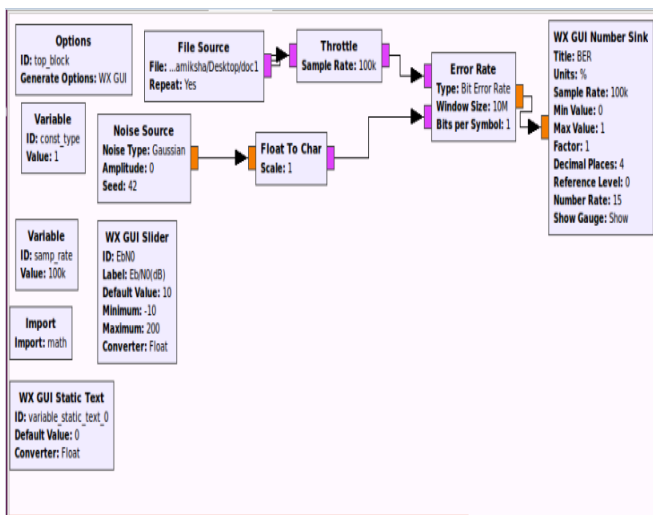 Options
ID: top_block
Generate Options: WX GUI
File Source
File: ...amiksha/Desktop/doc1
Repeat: Yes
Throttle
Sample Rate: 100k
Error Rate
Type: Bit Error Rate
Window Size: 10M
Bits per Symbol: 1
WX GUI Number Sink
Title: BER
Units: %
Sample Rate: 100k
Min Value: 0
Max Value: 1
Factor: 1
Decimal Places: 4
Reference Level: 0
Number Rate: 15
Show Gauge: Show
Variable
ID: const_type
Value: 1
Noise Source
Noise Type: Gaussian
Amplitude: 0
Seed: 42
Float To Char
Scale: 1
Variable
ID: samp_rate
Value: 100k
WX GUI Slider
ID: EbN0
Label: Eb/N0(dB)
Default Value: 10
Minimum: -10
Maximum: 200
Converter: Float
Import
Import: math
WX GUI Static Text
ID: variable_static_text_0
Default Value: 0
Converter: Float